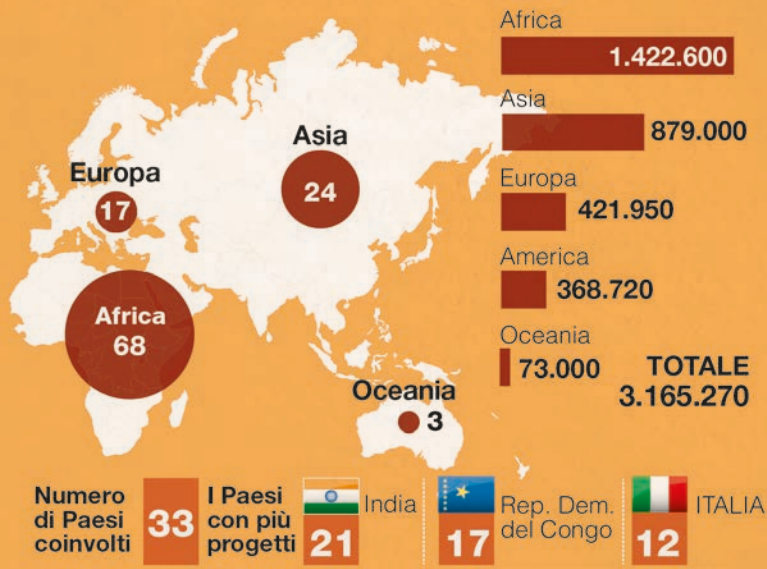 Europa
17
Asia
24
Africa
68
Oceania
3
Africa
1.422.600
Asia
879.000
Europa
421.950
America
368.720
Oceania
73.000
TOTALE
3.165.270
Numero
di Paesi
coinvolti
33
I Paesi
con più
progetti
India
21
Rep. Dem.
del Congo
17
ITALIA
12